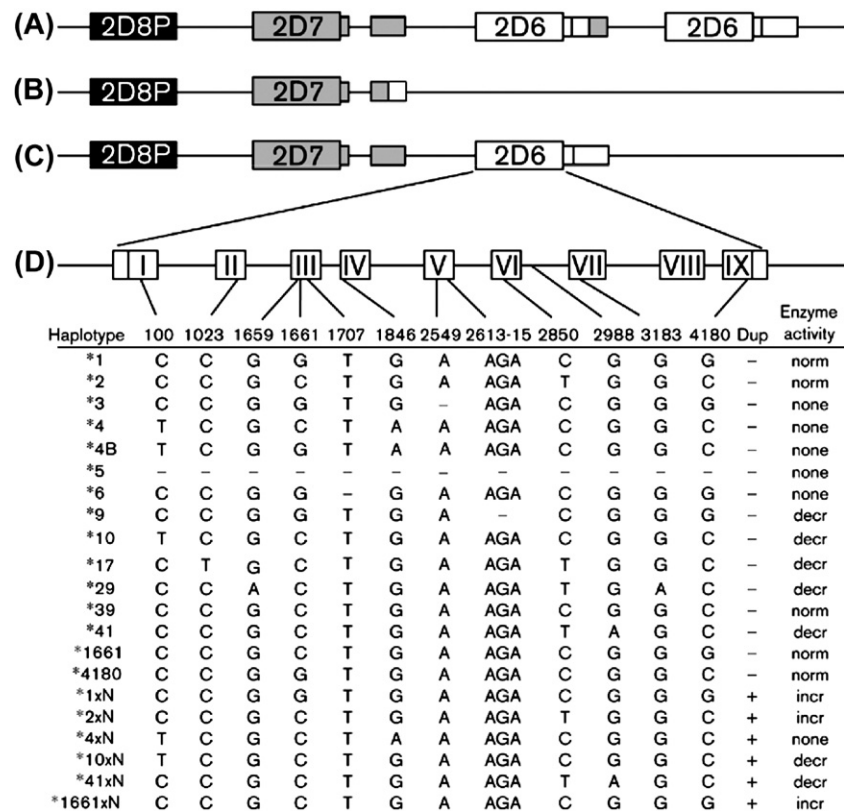 (A) 2D8P 2D7 2D6 2D6
(B) 2D8P 2D7
(C) 2D8P 2D7 2D6
(D) I II III IV V VI VII VIII IX
Enzyme
Haplotype 100 1023 1659 1661 1707 1846 2549 2613-15 2850 2988 3183 4180 Dup activity
*1 C C G G T G A AGA C G G G – norm
*2 C C G C T G A AGA T G G C – norm
*3 C C G G T G – AGA C G G G – none
*4 T C G C T A A AGA C G G C – none
*4B T C G G T A A AGA C G G C – none
*5 – – – – – – – – – – – – – none
*6 C C G G – G A AGA C G G G – none
*9 C C G G T G A – C G G G – decr
*10 T C G C T G A AGA C G G C – decr
*17 C T G C T G A AGA T G G C – decr
*29 C C A C T G A AGA T G A C – decr
*39 C C G C T G A AGA C G G C – norm
*41 C C G C T G A AGA T A G C – decr
*1661 C C G C T G A AGA C G G G – norm
*4180 C C G G T G A AGA C G G C – norm
*1xN C C G G T G A AGA C G G G + incr
*2xN C C G C T G A AGA T G G C + incr
*4xN T C G C T A A AGA C G G C + none
*10xN T C G C T G A AGA C G G C + decr
*41xN C C G C T G A AGA T A G C + decr
*1661xN C C G C T G A AGA C G G G + incr